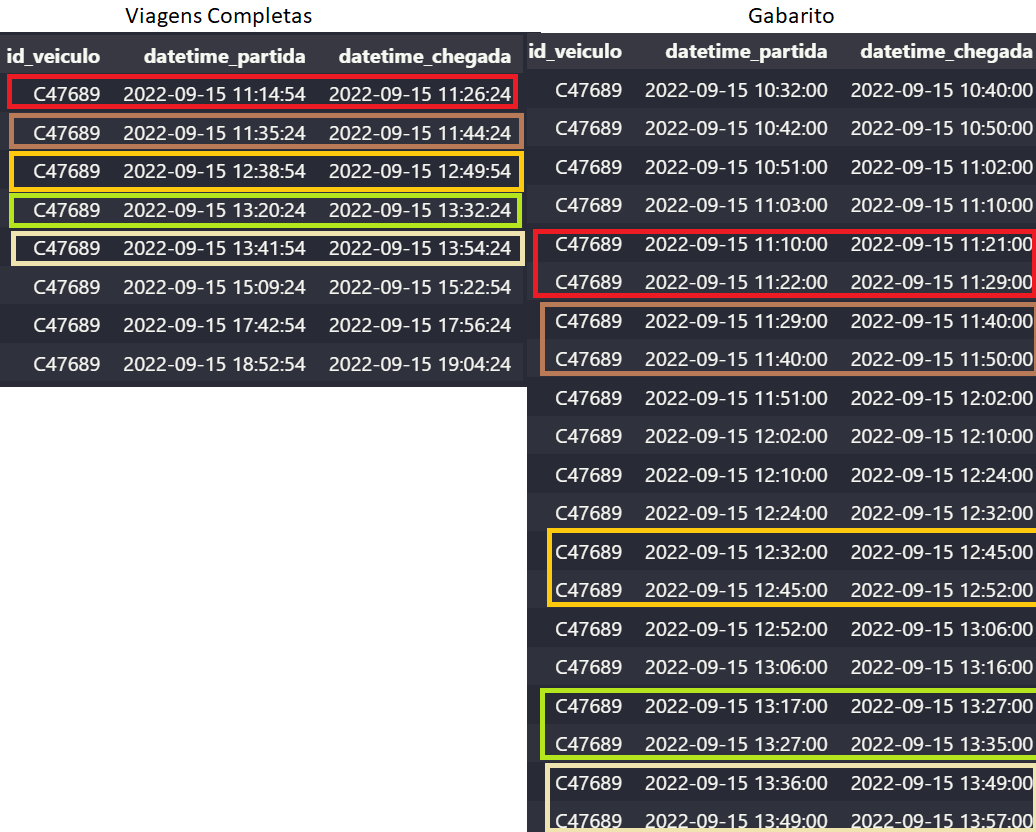 Viagens Completas
id_veiculo datetime_partida datetime_chegada
C47689 2022-09-15 11:14:54 2022-09-15 11:26:24
C47689 2022-09-15 11:35:24 2022-09-15 11:44:24
C47689 2022-09-15 12:38:54 2022-09-15 12:49:54
C47689 2022-09-15 13:20:24 2022-09-15 13:32:24
C47689 2022-09-15 13:41:54 2022-09-15 13:54:24
C47689 2022-09-15 15:09:24 2022-09-15 15:22:54
C47689 2022-09-15 17:42:54 2022-09-15 17:56:24
C47689 2022-09-15 18:52:54 2022-09-15 19:04:24
Gabarito
id_veiculo datetime_partida datetime_chegada
C47689 2022-09-15 10:32:00 2022-09-15 10:40:00
C47689 2022-09-15 10:42:00 2022-09-15 10:50:00
C47689 2022-09-15 10:51:00 2022-09-15 11:02:00
C47689 2022-09-15 11:03:00 2022-09-15 11:10:00
C47689 2022-09-15 11:10:00 2022-09-15 11:21:00
C47689 2022-09-15 11:22:00 2022-09-15 11:29:00
C47689 2022-09-15 11:29:00 2022-09-15 11:40:00
C47689 2022-09-15 11:40:00 2022-09-15 11:50:00
C47689 2022-09-15 11:51:00 2022-09-15 12:02:00
C47689 2022-09-15 12:02:00 2022-09-15 12:10:00
C47689 2022-09-15 12:10:00 2022-09-15 12:24:00
C47689 2022-09-15 12:24:00 2022-09-15 12:32:00
C47689 2022-09-15 12:32:00 2022-09-15 12:45:00
C47689 2022-09-15 12:45:00 2022-09-15 12:52:00
C47689 2022-09-15 12:52:00 2022-09-15 13:06:00
C47689 2022-09-15 13:06:00 2022-09-15 13:16:00
C47689 2022-09-15 13:17:00 2022-09-15 13:27:00
C47689 2022-09-15 13:27:00 2022-09-15 13:35:00
C47689 2022-09-15 13:36:00 2022-09-15 13:49:00
C47689 2022-09-15 13:49:00 2022-09-15 13:57:00